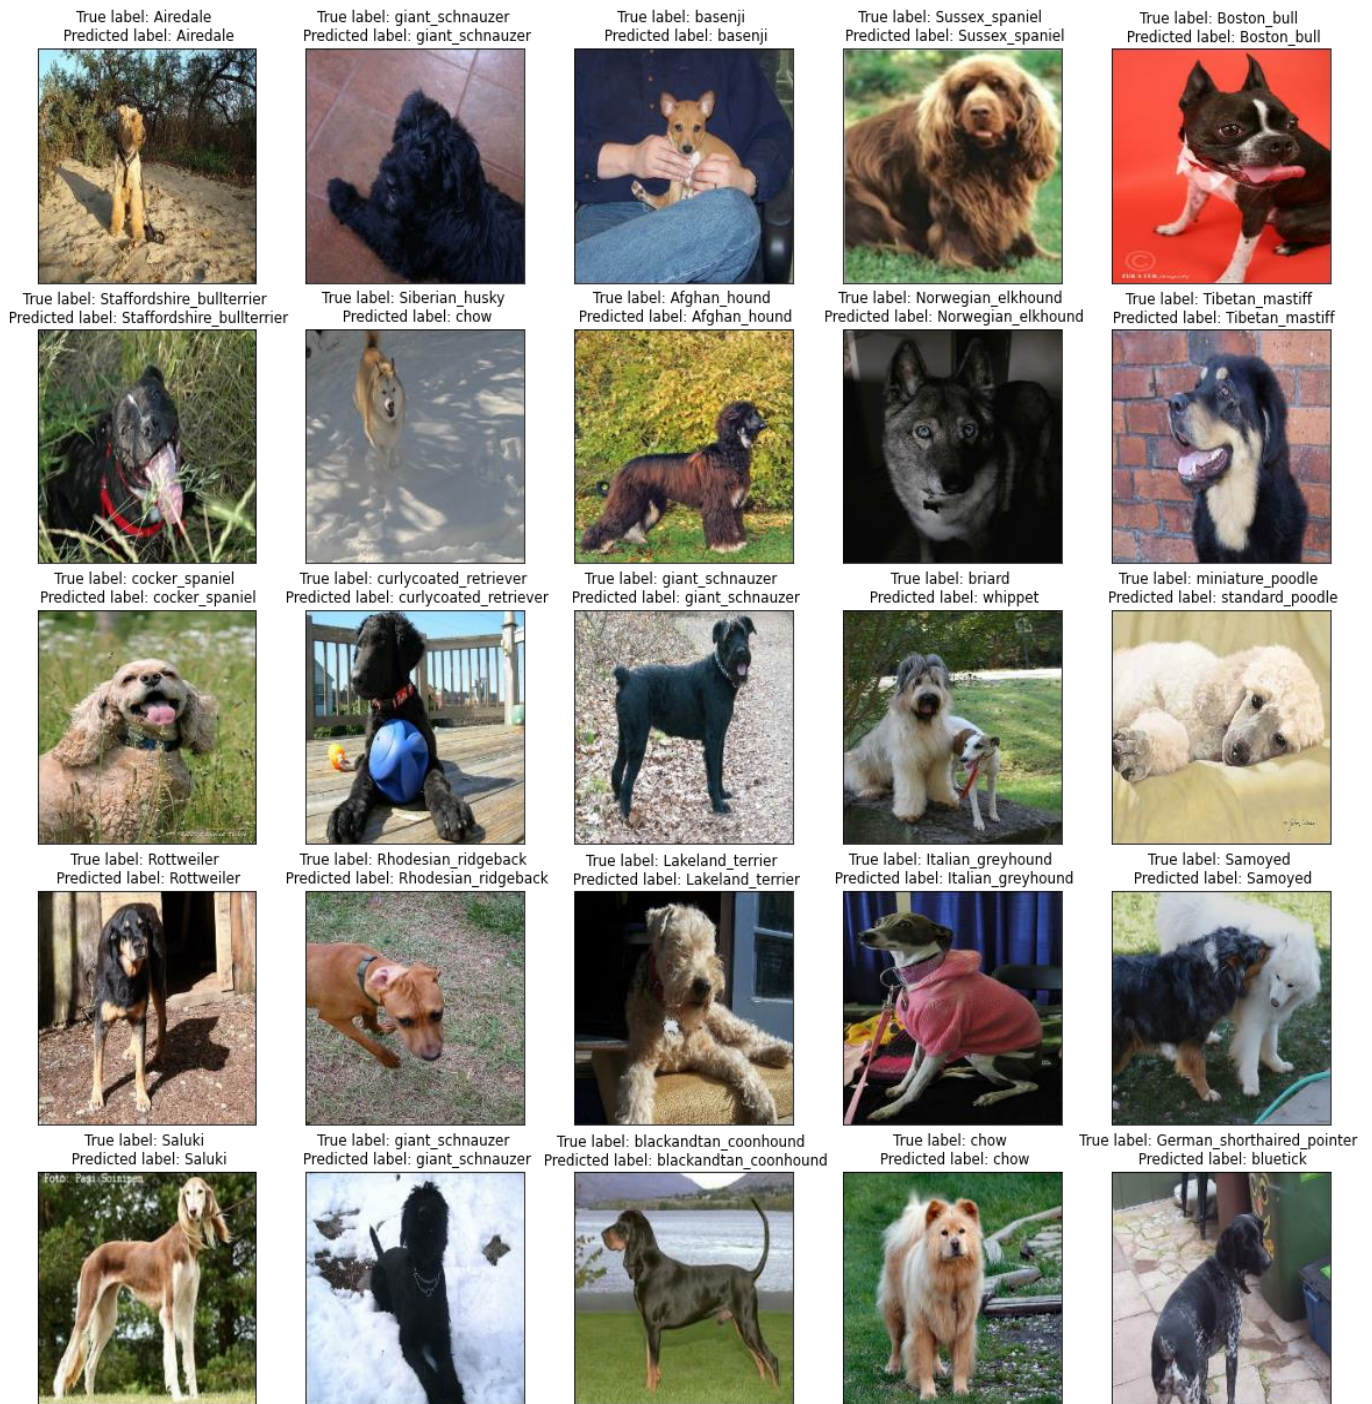 True label: Airedale
Predicted label: Airedale
True label: giant_schnauzer
Predicted label: giant_schnauzer
True label: basenji
Predicted label: basenji
True label: Sussex_spaniel
Predicted label: Sussex_spaniel
True label: Boston_bull
Predicted label: Boston_bull
True label: Staffordshire_bullterrier
Predicted label: Staffordshire_bullterrier
True label: Siberian_husky
Predicted label: chow
True label: Afghan_hound
Predicted label: Afghan_hound
True label: Norwegian_elkhound
Predicted label: Norwegian_elkhound
True label: Tibetan_mastiff
Predicted label: Tibetan_mastiff
True label: cocker_spaniel
Predicted label: cocker_spaniel
True label: curlycoated_retriever
Predicted label: curlycoated_retriever
True label: giant_schnauzer
Predicted label: giant_schnauzer
True label: briard
Predicted label: whippet
True label: miniature_poodle
Predicted label: standard_poodle
True label: Rottweiler
Predicted label: Rottweiler
True label: Rhodesian_ridgeback
Predicted label: Rhodesian_ridgeback
True label: Lakeland_terrier
Predicted label: Lakeland_terrier
True label: Italian_greyhound
Predicted label: Italian_greyhound
True label: Samoyed
Predicted label: Samoyed
True label: Saluki
Predicted label: Saluki
Foto: Pasi Soininen
True label: giant_schnauzer
Predicted label: giant_schnauzer
True label: blackandtan_coonhound
Predicted label: blackandtan_coonhound
True label: chow
Predicted label: chow
True label: German_shorthaired_pointer
Predicted label: bluetick